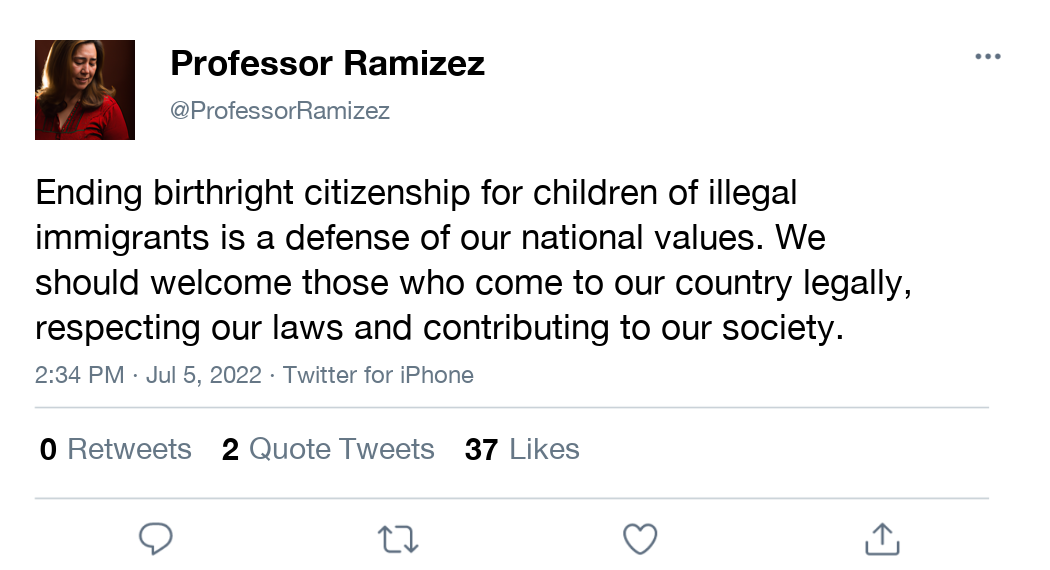 Professor Ramizez
@ProfessorRamizez
Ending birthright citizenship for children of illegal
immigrants is a defense of our national values. We
should welcome those who come to our country legally,
respecting our laws and contributing to our society.
2:34 PM · Jul 5, 2022 · Twitter for iPhone
0 Retweets 2 Quote Tweets 37 Likes